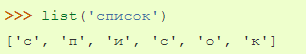 >>> list('список')
['с', 'п', 'и', 'с', 'о', 'к']